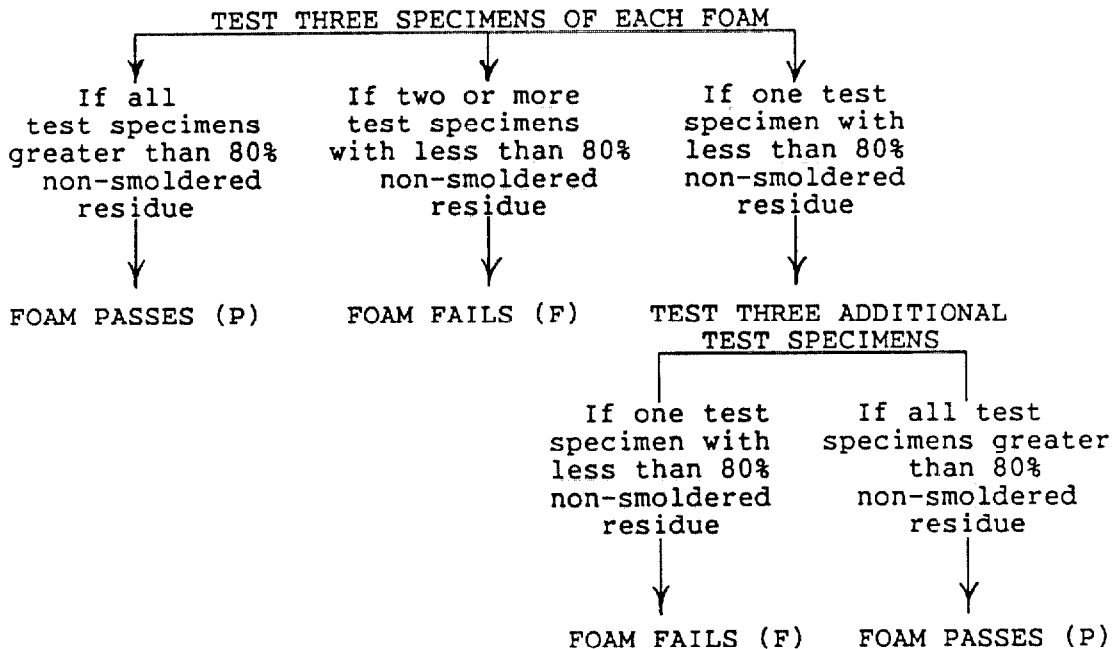 TEST THREE SPECIMENS OF EACH FOAM
If all
test specimens
greater than 80%
non-smoldered
residue
If two or more
test specimens
with less than 80%
non-smoldered
residue
If one test
specimen with
less than 80%
non-smoldered
residue
FOAM PASSES (P)
FOAM FAILS (F)
TEST THREE ADDITIONAL
TEST SPECIMENS
If one test
specimen with
less than 80%
non-smoldered
residue
If all test
specimens greater
than 80%
non-smoldered
residue
FOAM FAILS (F)
FOAM PASSES (P)